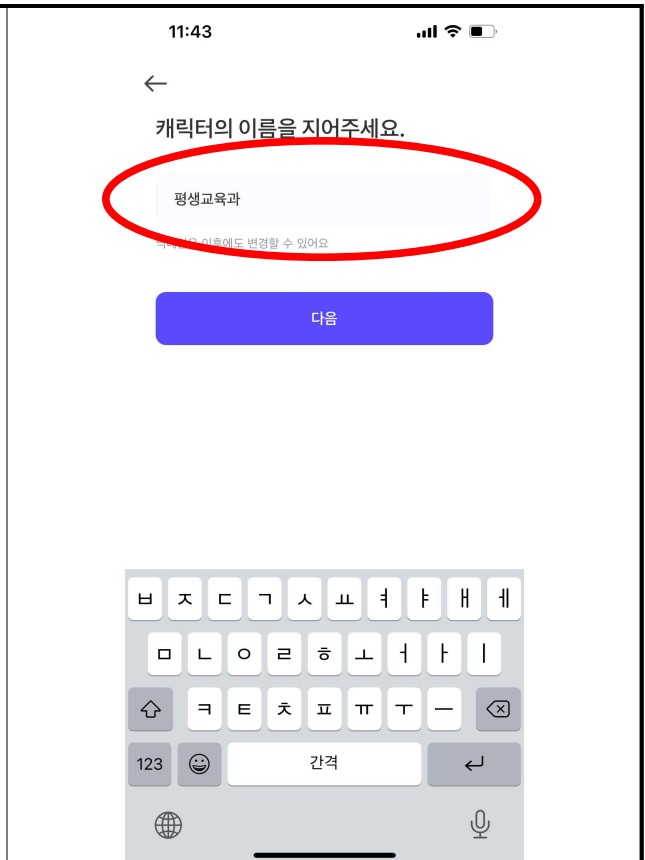 11:43
캐릭터의 이름을 지어주세요.
평생교육과
이후에도 변경할 수 있어요
다음
ㅂ ㅈ ㄷ ㄱ ㅅ ㅛ ㅕ ㅑ ㅐ ㅔ
ㅁ ㄴ ㅇ ㄹ ㅎ ㅗ ㅓ ㅏ ㅣ
ㅋ ㅌ ㅊ ㅍ ㅠ ㅜ ㅡ
123 간격